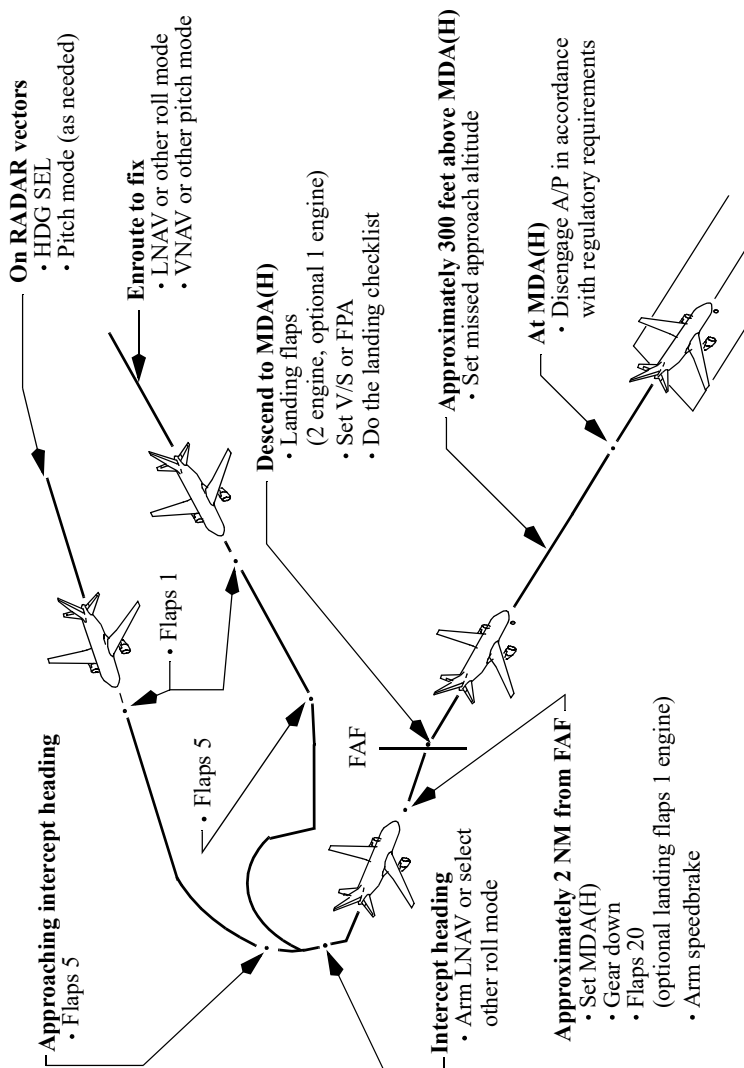 On RADAR vectors
• HDG SEL
• Pitch mode (as needed)
Enroute to fix
• LNAV or other roll mode
• VNAV or other pitch mode
• Flaps 1
Approaching intercept heading
• Flaps 5
• Flaps 5
Descend to MDA(H)
• Landing flaps
(2 engine, optional 1 engine)
• Set V/S or FPA
• Do the landing checklist
FAF
Intercept heading
• Arm LNAV or select
other roll mode
Approximately 2 NM from FAF
• Set MDA(H)
• Gear down
• Flaps 20
(optional landing flaps 1 engine)
• Arm speedbrake
Approximately 300 feet above MDA(H)
• Set missed approach altitude
At MDA(H)
• Disengage A/P in accordance
with regulatory requirements